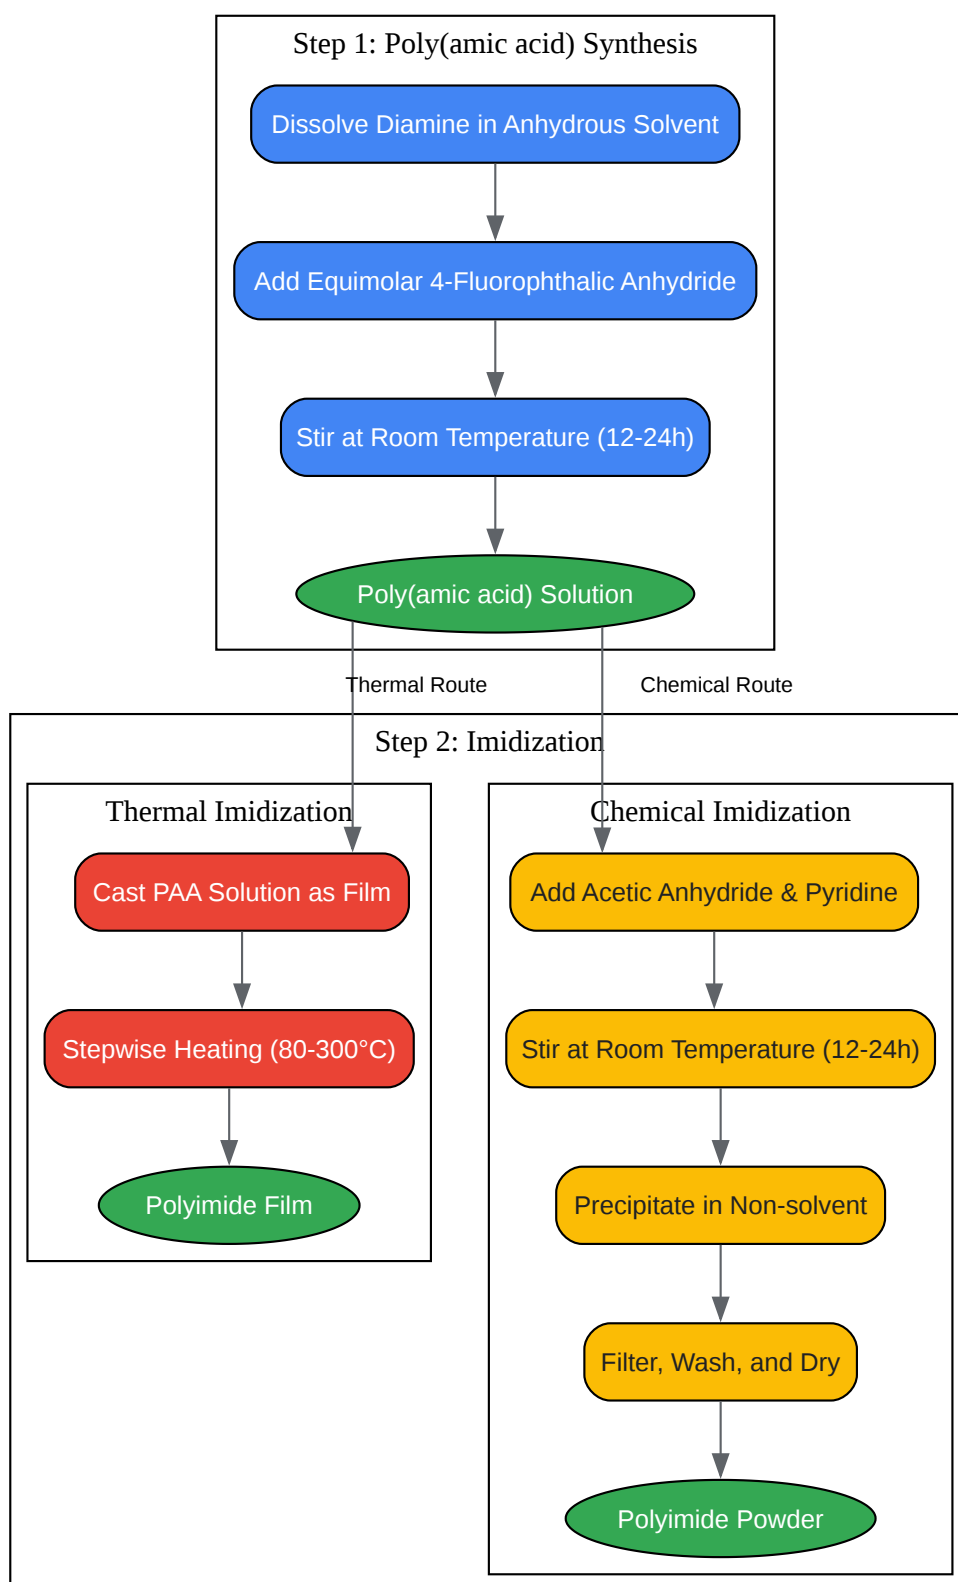 Step 1: Poly(amic acid) Synthesis
Dissolve Diamine in Anhydrous Solvent
Add Equimolar 4-Fluorophthalic Anhydride
Stir at Room Temperature (12-24h)
Poly(amic acid) Solution
Thermal Route
Chemical Route
Step 2: Imidization
Thermal Imidization
Cast PAA Solution as Film
Stepwise Heating (80-300°C)
Polyimide Film
Chemical Imidization
Add Acetic Anhydride & Pyridine
Stir at Room Temperature (12-24h)
Precipitate in Non-solvent
Filter, Wash, and Dry
Polyimide Powder